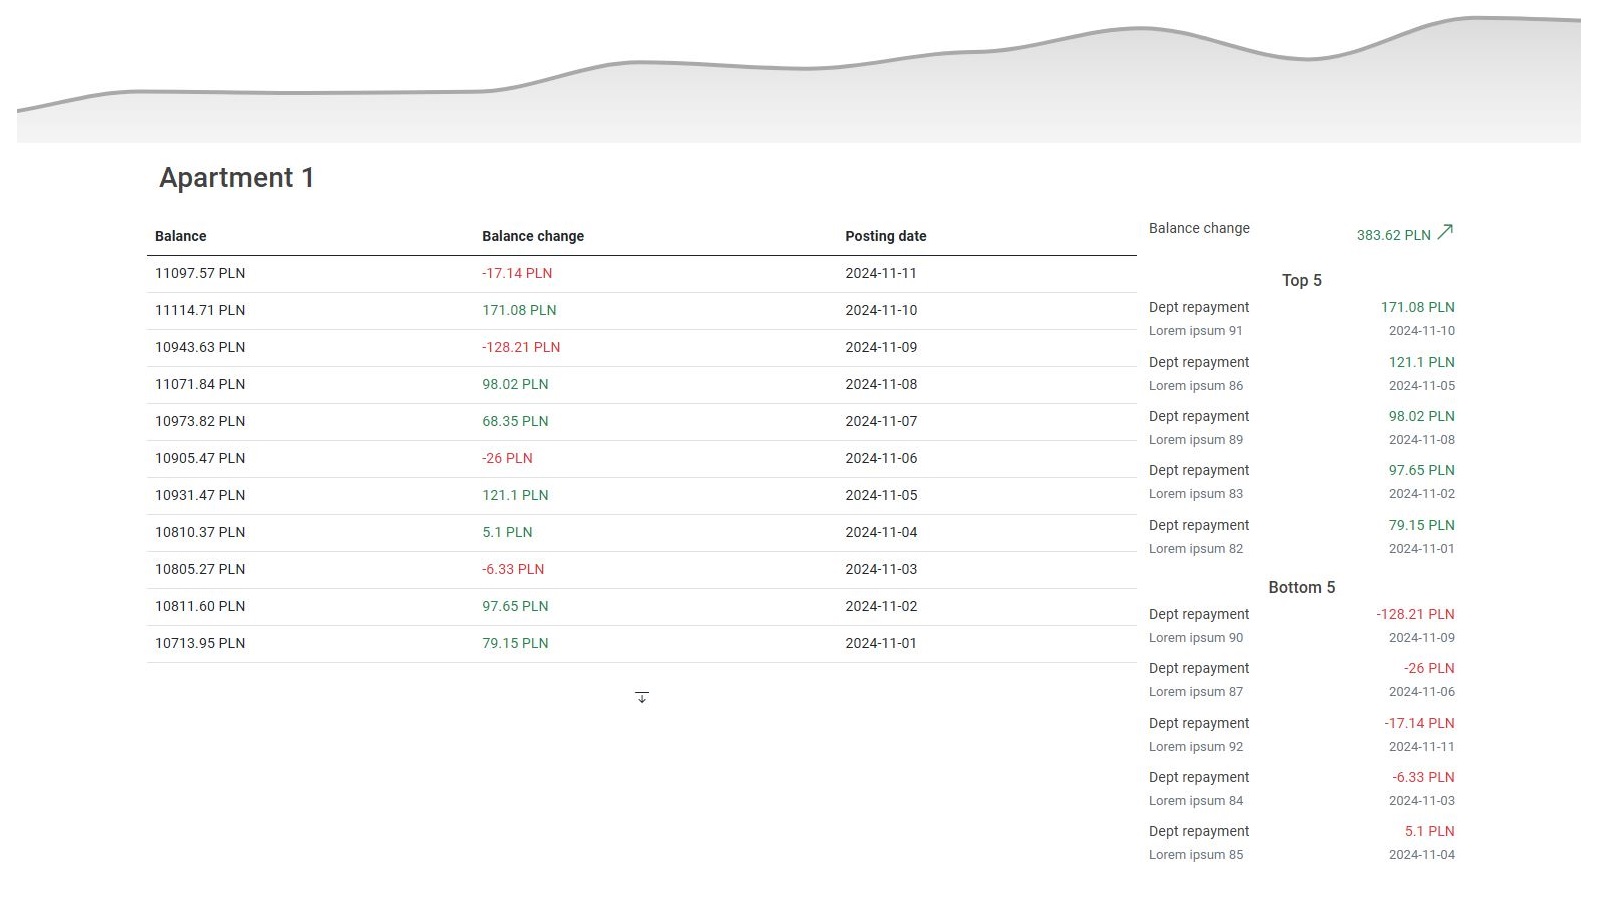 Apartment 1
Balance Balance change Posting date
11097.57 PLN -17.14 PLN 2024-11-11
11114.71 PLN 171.08 PLN 2024-11-10
10943.63 PLN -128.21 PLN 2024-11-09
11071.84 PLN 98.02 PLN 2024-11-08
10973.82 PLN 68.35 PLN 2024-11-07
10905.47 PLN -26 PLN 2024-11-06
10931.47 PLN 121.1 PLN 2024-11-05
10810.37 PLN 5.1 PLN 2024-11-04
10805.27 PLN -6.33 PLN 2024-11-03
10811.60 PLN 97.65 PLN 2024-11-02
10713.95 PLN 79.15 PLN 2024-11-01
Balance change 383.62 PLN
Top 5
Dept repayment 171.08 PLN
Lorem ipsum 91 2024-11-10
Dept repayment 121.1 PLN
Lorem ipsum 86 2024-11-05
Dept repayment 98.02 PLN
Lorem ipsum 89 2024-11-08
Dept repayment 97.65 PLN
Lorem ipsum 83 2024-11-02
Dept repayment 79.15 PLN
Lorem ipsum 82 2024-11-01
Bottom 5
Dept repayment -128.21 PLN
Lorem ipsum 90 2024-11-09
Dept repayment -26 PLN
Lorem ipsum 87 2024-11-06
Dept repayment -17.14 PLN
Lorem ipsum 92 2024-11-11
Dept repayment -6.33 PLN
Lorem ipsum 84 2024-11-03
Dept repayment 5.1 PLN
Lorem ipsum 85 2024-11-04